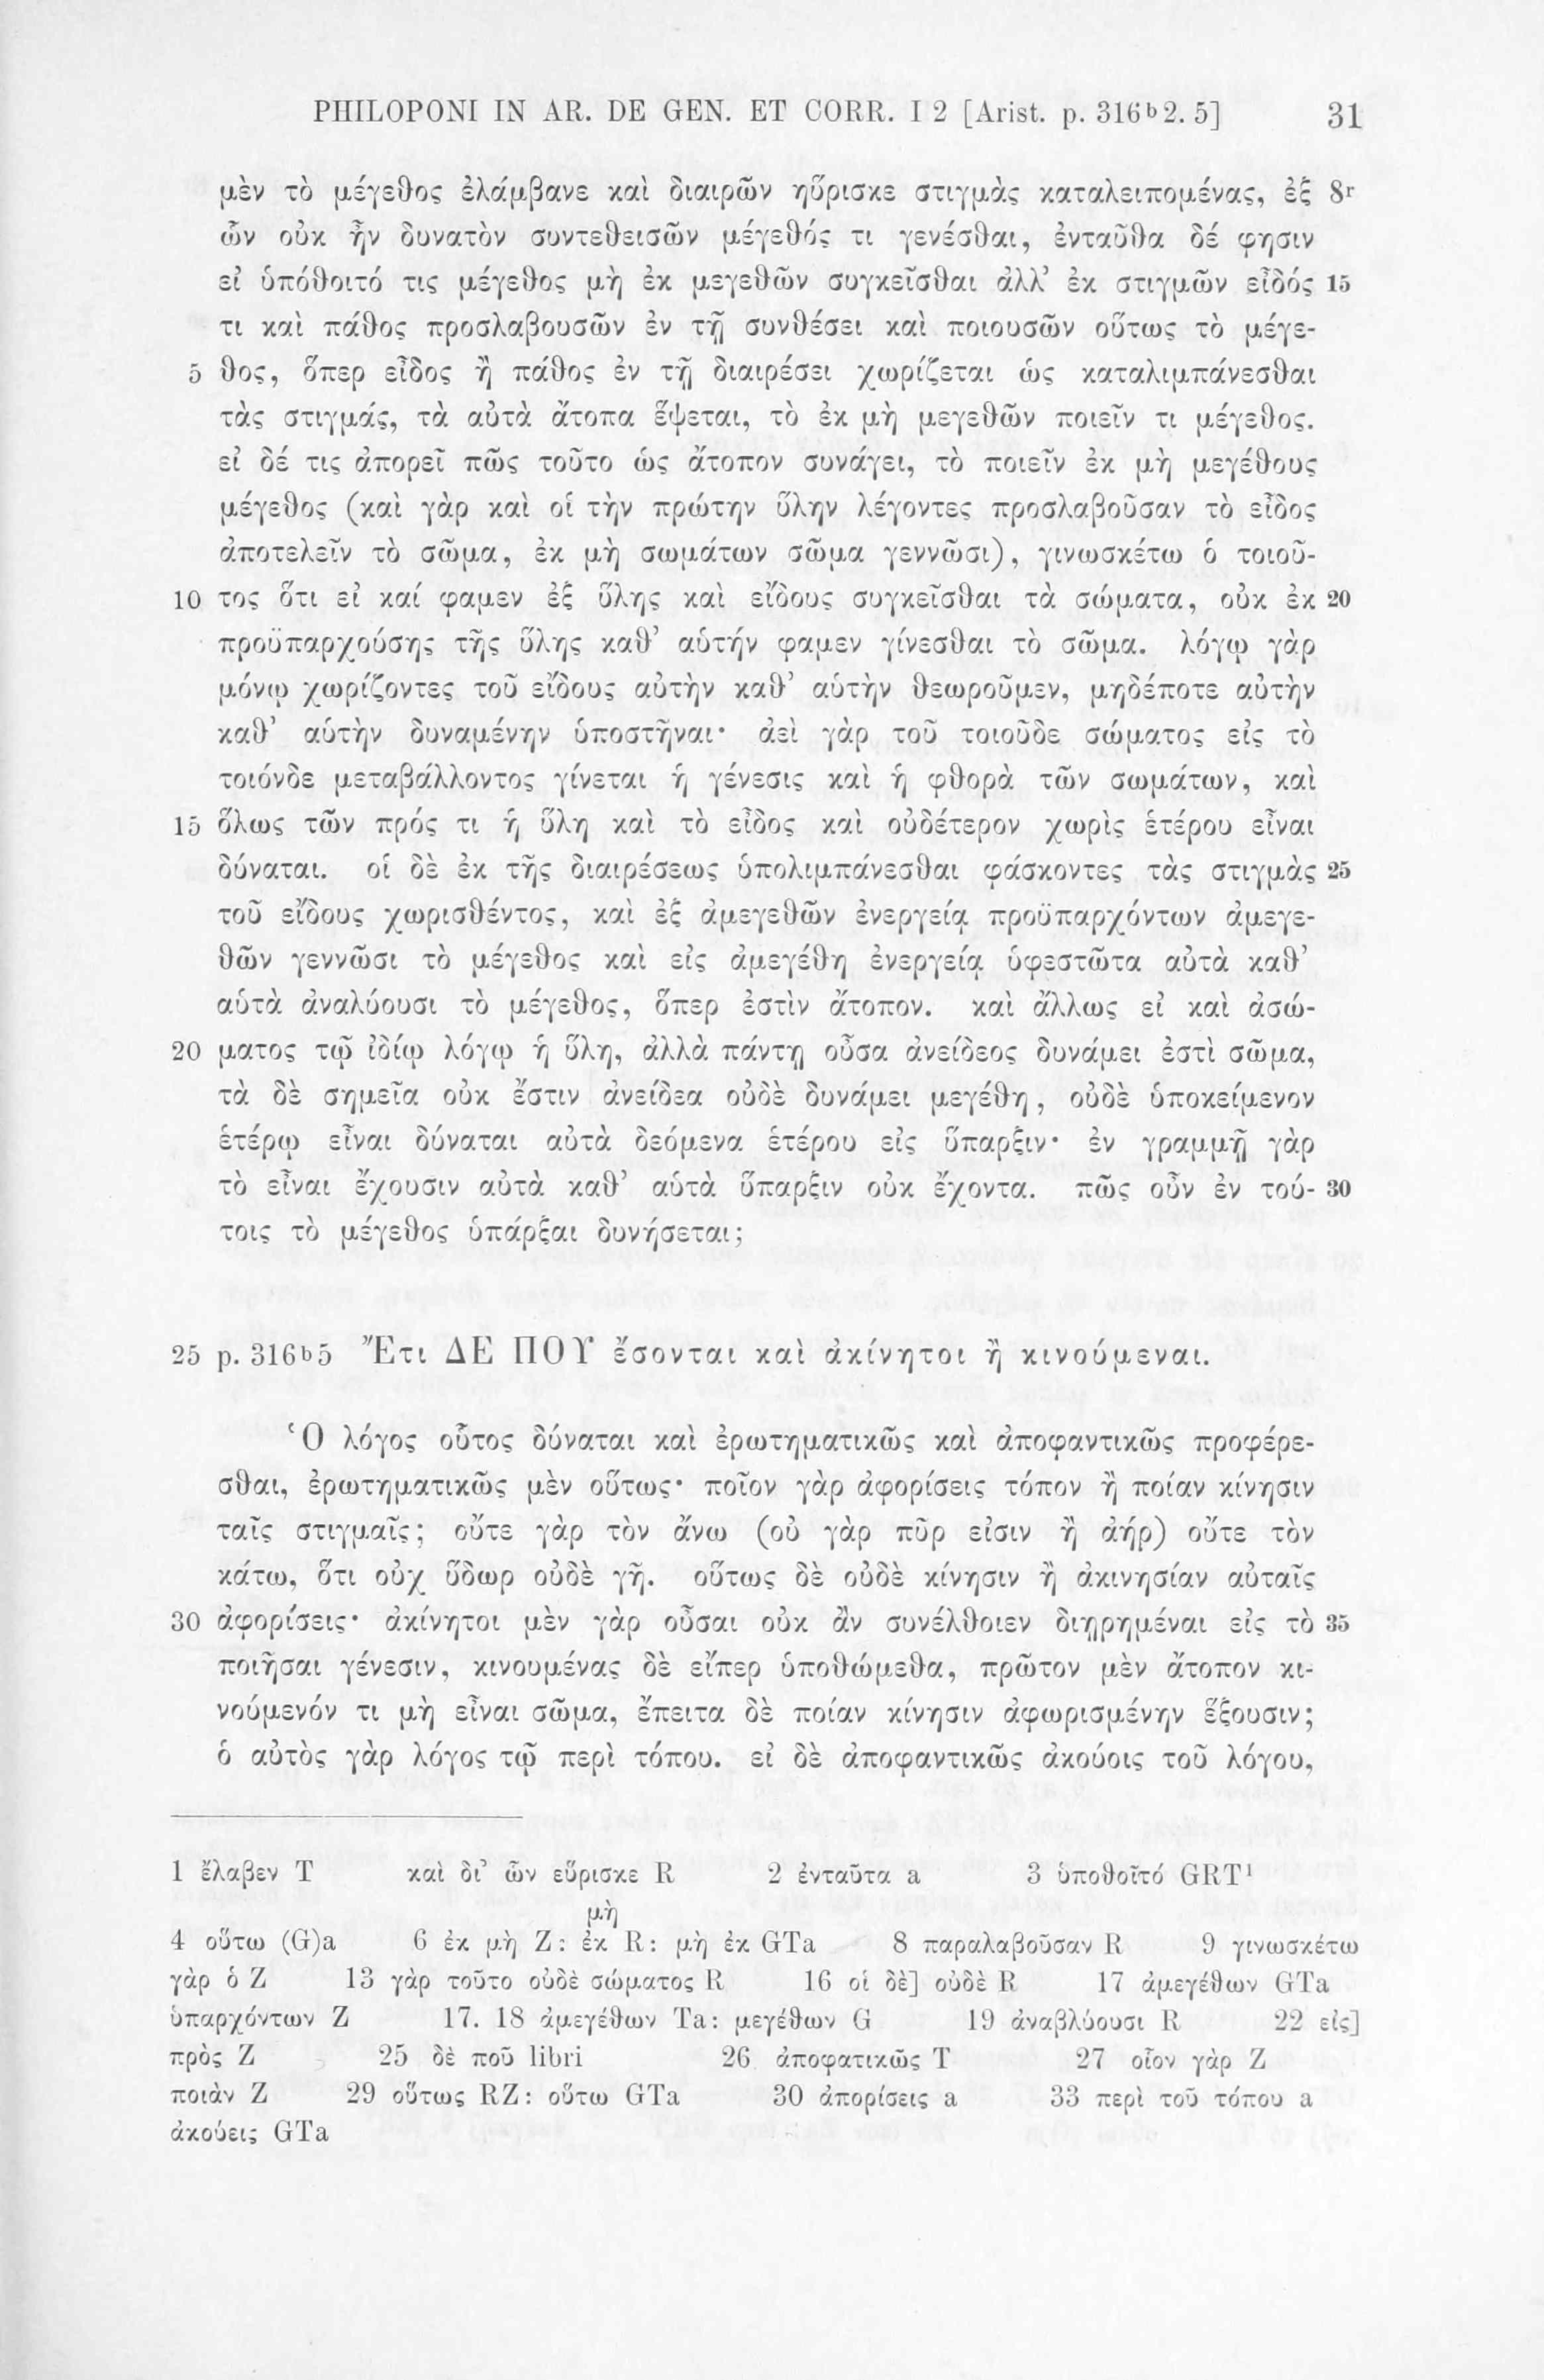 PHILOPONI IN AR. DE GEN. ET CORR. I 2 [Arist. p. 316ᵇ2. 5] 31
μὲν τὸ μέγεθος ἐλάμβανε καὶ διαιρῶν ηὕρισκε στιγμὰς καταλειπομένας, ἐξ 8ʳ
ὧν οὐκ ἦν δυνατὸν συντεθεισῶν μέγεθός τι γενέσθαι, ἐνταῦθα δέ φησιν
εἰ ὑπόθοιτό τις μέγεθος μὴ ἐκ μεγεθῶν συγκεῖσθαι ἀλλ’ ἐκ στιγμῶν εἶδός 15
τι καὶ πάθος προσλαβουσῶν ἐν τῇ συνθέσει καὶ ποιουσῶν οὕτως τὸ μέγε-
5 θος, ὅπερ εἶδος ἢ πάθος ἐν τῇ διαιρέσει χωρίζεται ὡς καταλιμπάνεσθαι
τὰς στιγμάς, τὰ αὐτὰ ἄτοπα ἕψεται, τὸ ἐκ μὴ μεγεθῶν ποιεῖν τι μέγεθος.
εἰ δέ τις ἀπορεῖ πῶς τοῦτο ὡς ἄτοπον συνάγει, τὸ ποιεῖν ἐκ μὴ μεγέθους
μέγεθος (καὶ γὰρ καὶ οἱ τὴν πρώτην ὕλην λέγοντες προσλαβοῦσαν τὸ εἶδος
ἀποτελεῖν τὸ σῶμα, ἐκ μὴ σωμάτων σῶμα γεννῶσι), γινωσκέτω ὁ τοιοῦ-
10 τος ὅτι εἰ καί φαμεν ἐξ ὕλης καὶ εἴδους συγκεῖσθαι τὰ σώματα, οὐκ ἐκ 20
προϋπαρχούσης τῆς ὕλης καθ’ αὑτήν φαμεν γίνεσθαι τὸ σῶμα. λόγῳ γὰρ
μόνῳ χωρίζοντες τοῦ εἴδους αὐτὴν καθ’ αὑτὴν θεωροῦμεν, μηδέποτε αὐτὴν
καθ’ αὑτὴν δυναμένην ὑποστῆναι· ἀεὶ γὰρ τοῦ τοιοῦδε σώματος εἰς τὸ
τοιόνδε μεταβάλλοντος γίνεται ἡ γένεσις καὶ ἡ φθορὰ τῶν σωμάτων, καὶ
15 ὅλως τῶν πρός τι ἡ ὕλη καὶ τὸ εἶδος καὶ οὐδέτερον χωρὶς ἑτέρου εἶναι
δύναται. οἱ δὲ ἐκ τῆς διαιρέσεως ὑπολιμπάνεσθαι φάσκοντες τὰς στιγμὰς 25
τοῦ εἴδους χωρισθέντος, καὶ ἐξ ἀμεγεθῶν ἐνεργείᾳ προϋπαρχόντων ἀμεγε-
θῶν γεννῶσι τὸ μέγεθος καὶ εἰς ἀμεγέθη ἐνεργείᾳ ὑφεστῶτα αὐτὰ καθ’
αὑτὰ ἀναλύουσι τὸ μέγεθος, ὅπερ ἐστὶν ἄτοπον. καὶ ἄλλως εἰ καὶ ἀσώ-
20 ματος τῷ ἰδίῳ λόγῳ ἡ ὕλη, ἀλλὰ πάντῃ οὖσα ἀνείδεος δυνάμει ἐστὶ σῶμα,
τὰ δὲ σημεῖα οὐκ ἔστιν ἀνείδεα οὐδὲ δυνάμει μεγέθη, οὐδὲ ὑποκείμενον
ἑτέρῳ εἶναι δύναται αὐτὰ δεόμενα ἑτέρου εἰς ὕπαρξιν· ἐν γραμμῇ γὰρ
τὸ εἶναι ἔχουσιν αὐτὰ καθ’ αὑτὰ ὕπαρξιν οὐκ ἔχοντα. πῶς οὖν ἐν τού- 30
τοις τὸ μέγεθος ὑπάρξαι δυνήσεται;
25 p. 316ᵇ5 Ἔτι ΔΕ ΠΟΥ ἔσονται καὶ ἀκίνητοι ἢ κινούμεναι.
Ὁ λόγος οὗτος δύναται καὶ ἐρωτηματικῶς καὶ ἀποφαντικῶς προφέρε-
σθαι, ἐρωτηματικῶς μὲν οὕτως· ποῖον γὰρ ἀφορίσεις τόπον ἢ ποίαν κίνησιν
ταῖς στιγμαῖς; οὔτε γὰρ τὸν ἄνω (οὐ γὰρ πῦρ εἰσιν ἢ ἀήρ) οὔτε τὸν
κάτω, ὅτι οὐχ ὕδωρ οὐδὲ γῆ. οὕτως δὲ οὐδὲ κίνησιν ἢ ἀκινησίαν αὐταῖς
30 ἀφορίσεις· ἀκίνητοι μὲν γὰρ οὖσαι οὐκ ἂν συνέλθοιεν διῃρημέναι εἰς τὸ 35
ποιῆσαι γένεσιν, κινουμένας δὲ εἴπερ ὑποθώμεθα, πρῶτον μὲν ἄτοπον κι-
νούμενόν τι μὴ εἶναι σῶμα, ἔπειτα δὲ ποίαν κίνησιν ἀφωρισμένην ἕξουσιν;
ὁ αὐτὸς γὰρ λόγος τῷ περὶ τόπου. εἰ δὲ ἀποφαντικῶς ἀκούοις τοῦ λόγου,
1 ἔλαβεν T καὶ δι’ ὧν εὕρισκε R 2 ἐνταῦτα a 3 ὑποθοῖτό GRT¹
μὴ
4 οὕτω (G)a 6 ἐκ μὴ Z: ἐκ R: μὴ ἐκ GTa 8 παραλαβοῦσαν R 9 γινωσκέτω
γὰρ ὁ Z 13 γὰρ τοῦτο οὐδὲ σώματος R 16 οἱ δὲ] οὐδὲ R 17 ἀμεγέθων GTa
ὑπαρχόντων Z 17. 18 ἀμεγέθων Ta: μεγέθων G 19 ἀναβλύουσι R 22 εἰς]
πρὸς Z 25 δὲ ποῦ libri 26 ἀποφατικῶς T 27 οἷον γὰρ Z
ποιὰν Z 29 οὕτως RZ: οὕτω GTa 30 ἀπορίσεις a 33 περὶ τοῦ τόπου a
ἀκούεις GTa